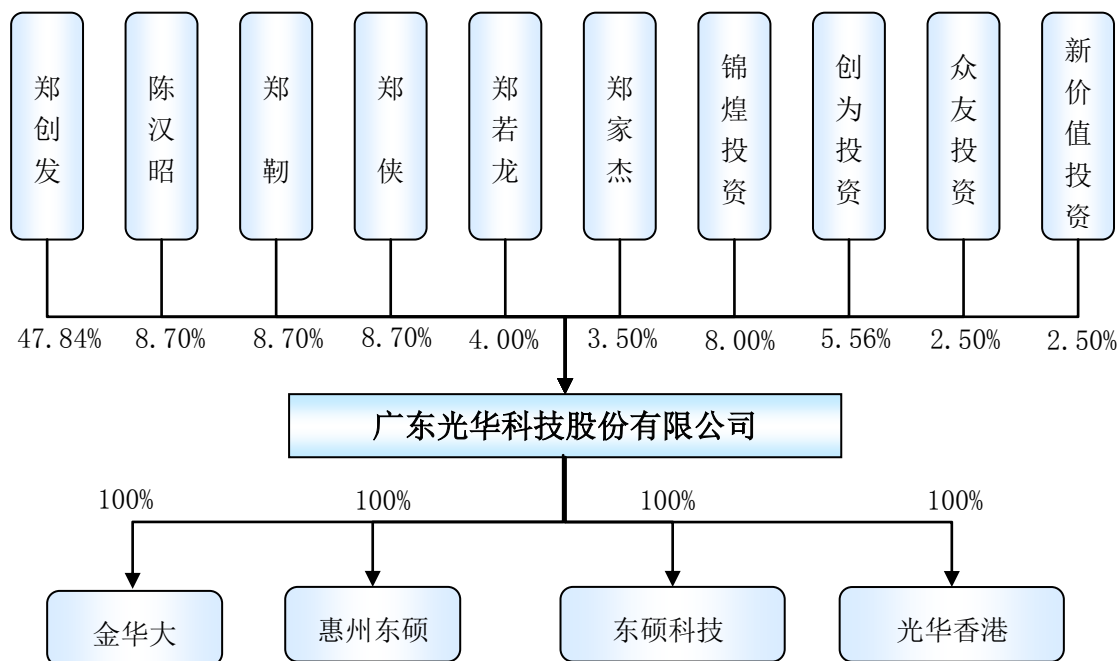 郑创发
陈汉昭
郑 韧
郑 侠
郑若龙
郑家杰
锦煌投资
创为投资
众友投资
新价值投资
47.84% 8.70% 8.70% 8.70% 4.00% 3.50% 8.00% 5.56% 2.50% 2.50%
广东光华科技股份有限公司
100% 100% 100% 100%
金华大 惠州东硕 东硕科技 光华香港